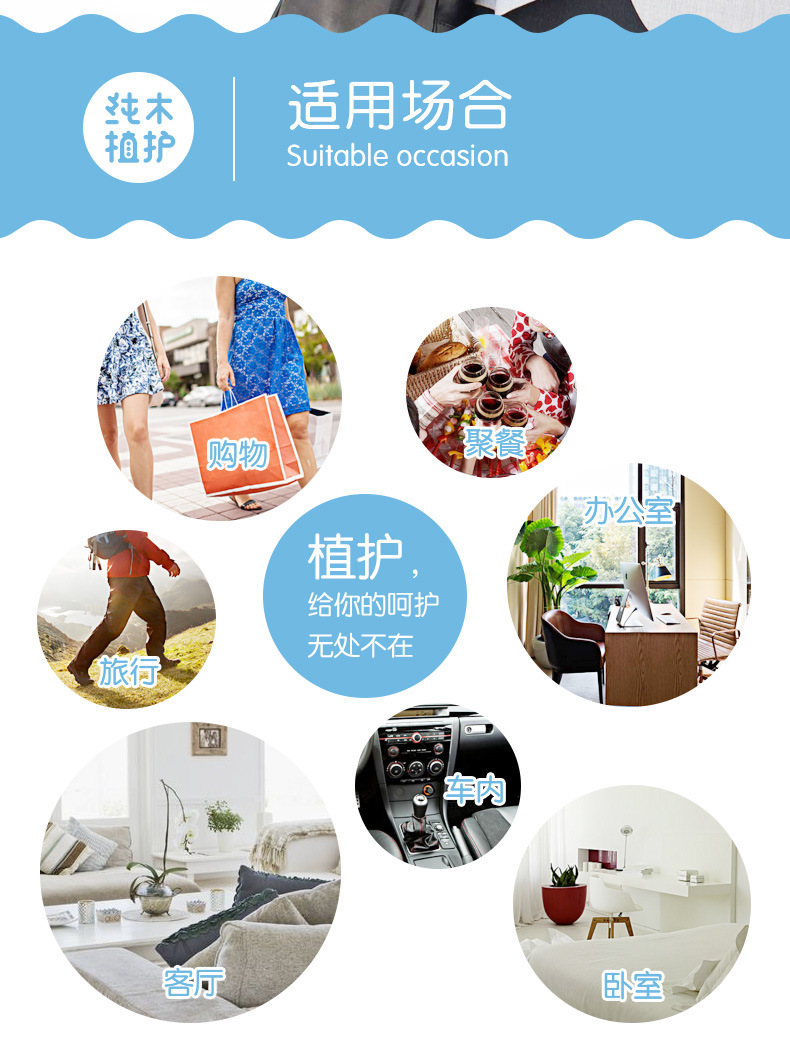 纯木
植护
适用场合
Suitable occasion
购物
聚餐
办公室
植护，
给你的呵护
无处不在
旅行
车内
客厅
卧室